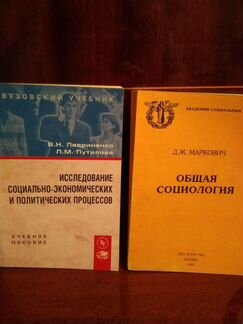 ВУЗОВСКИЙ УЧЕБНИК
В.Н. Лавриненко
Л.М. Путилова
ИССЛЕДОВАНИЕ
СОЦИАЛЬНО-ЭКОНОМИЧЕСКИХ
И ПОЛИТИЧЕСКИХ ПРОЦЕССОВ
УЧЕБНОЕ ПОСОБИЕ
АКАДЕМИЯ СОЦИАЛЬНЫХ
Д.Ж. МАРКОВИЧ
ОБЩАЯ
СОЦИОЛОГИЯ